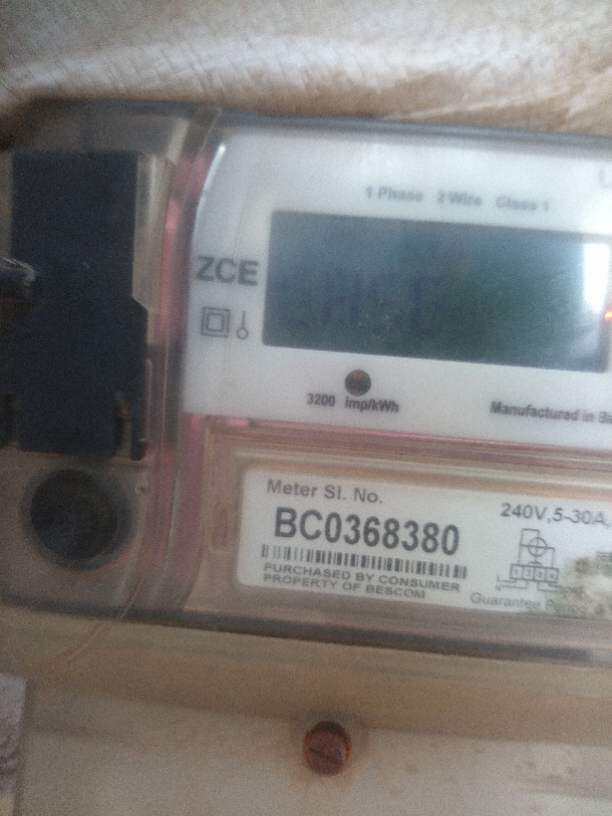 1 Phase 2 Wire Class 1
ZCE
3200 imp/kWh
Manufactured in
Meter Sl. No.
240V,5-30A
BC0368380
PURCHASED BY CONSUMER
PROPERTY OF BESCOM
Guarantee